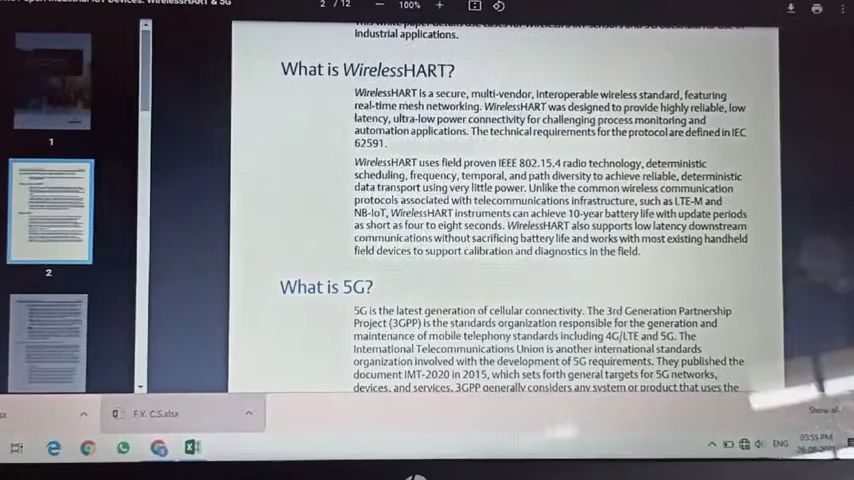 Devices: WirelessHART & 5G
2 / 12
100%
industrial applications.
What is WirelessHART?
WirelessHART is a secure, multi-vendor, interoperable wireless standard, featuring
real-time mesh networking. WirelessHART was designed to provide highly reliable, low
latency, ultra-low power connectivity for challenging process monitoring and
automation applications. The technical requirements for the protocol are defined in IEC
62591.
WirelessHART uses field proven IEEE 802.15.4 radio technology, deterministic
scheduling, frequency, temporal, and path diversity to achieve reliable, deterministic
data transport using very little power. Unlike the common wireless communication
protocols associated with telecommunications infrastructure, such as LTE-M and
NB-IoT, WirelessHART instruments can achieve 10-year battery life with update periods
as short as four to eight seconds. WirelessHART also supports low latency downstream
communications without sacrificing battery life and works with most existing handheld
field devices to support calibration and diagnostics in the field.
What is 5G?
5G is the latest generation of cellular connectivity. The 3rd Generation Partnership
Project (3GPP) is the standards organization responsible for the generation and
maintenance of mobile telephony standards including 4G/LTE and 5G. The
International Telecommunications Union is another international standards
organization involved with the development of 5G requirements. They published the
document IMT-2020 in 2015, which sets forth general targets for 5G networks,
devices, and services. 3GPP generally considers any system or product that uses the
1
2
sx
F.Y. C.S.xlsx
Show all
ENG
03:55 PM